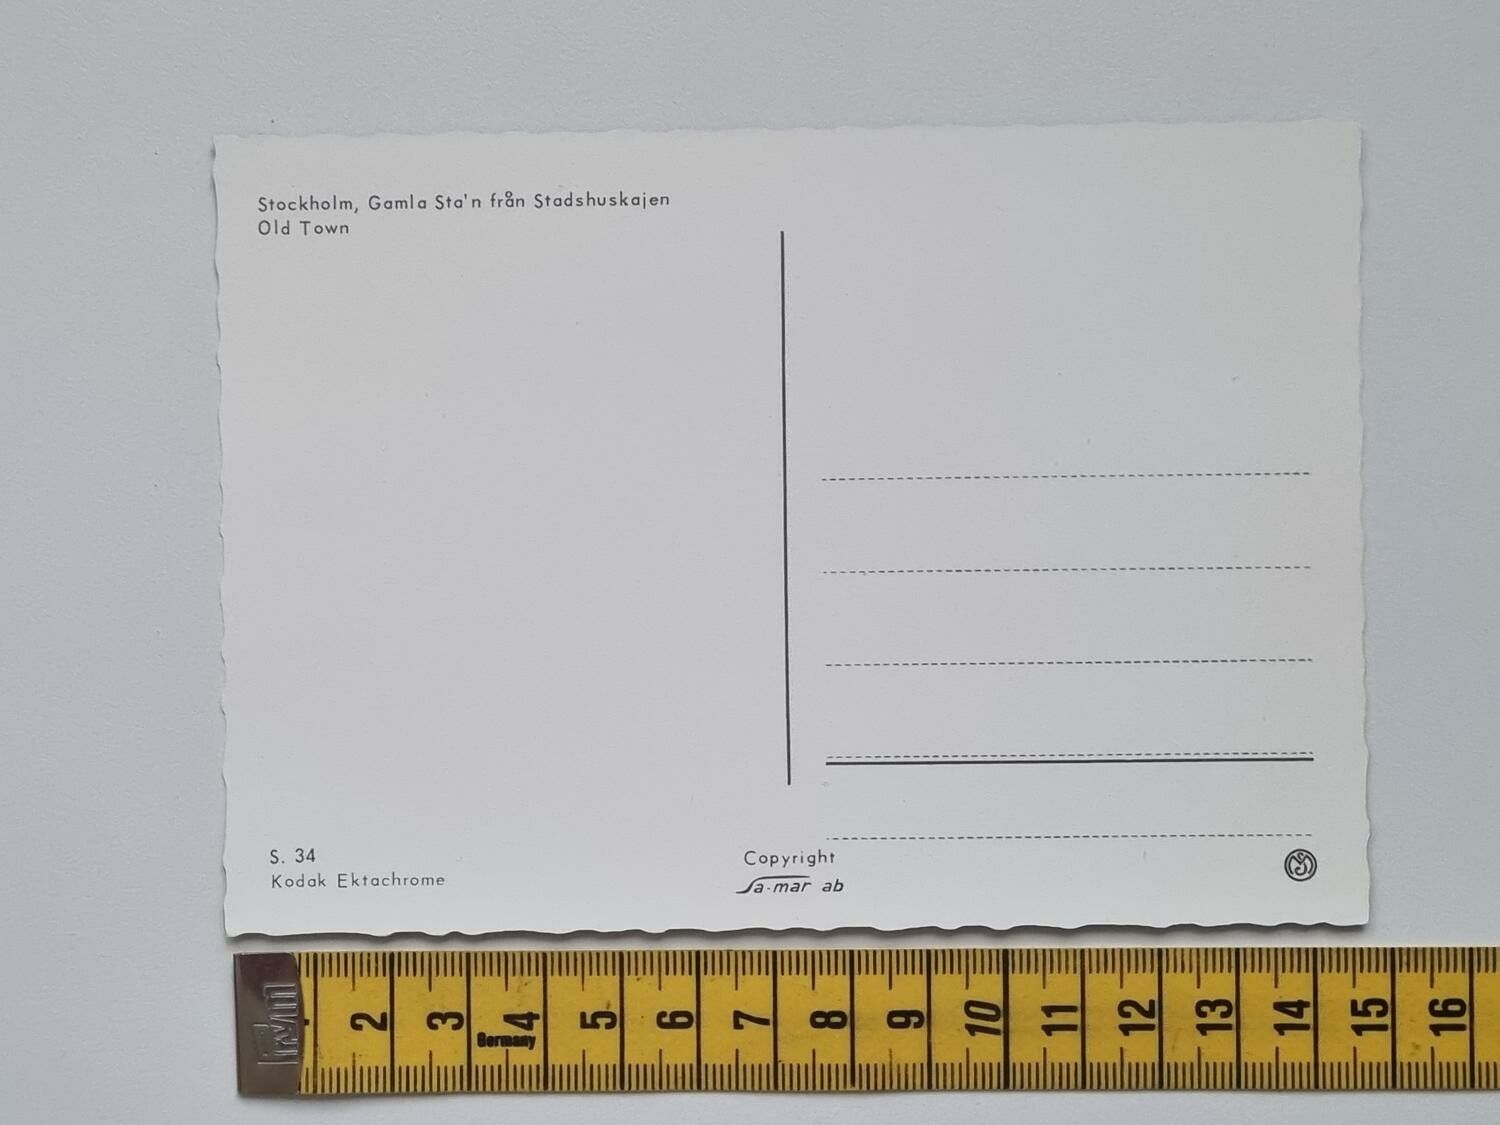 Stockholm, Gamla Sta'n från Stadshuskajen
Old Town
S. 34
Kodak Ektachrome
Copyright
Sa-mar ab
2 3 4 5 6 7 8 9 10 11 12 13 14 15 16
Germany